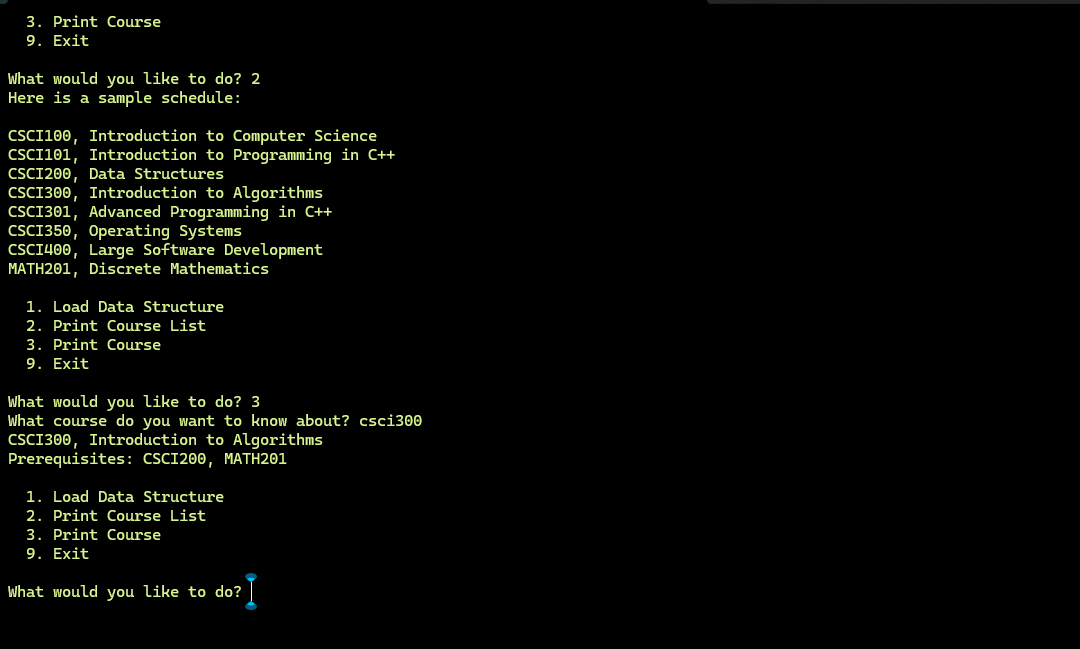 3. Print Course
9. Exit
What would you like to do? 2
Here is a sample schedule:
CSCI100, Introduction to Computer Science
CSCI101, Introduction to Programming in C++
CSCI200, Data Structures
CSCI300, Introduction to Algorithms
CSCI301, Advanced Programming in C++
CSCI350, Operating Systems
CSCI400, Large Software Development
MATH201, Discrete Mathematics
1. Load Data Structure
2. Print Course List
3. Print Course
9. Exit
What would you like to do? 3
What course do you want to know about? csci300
CSCI300, Introduction to Algorithms
Prerequisites: CSCI200, MATH201
1. Load Data Structure
2. Print Course List
3. Print Course
9. Exit
What would you like to do?